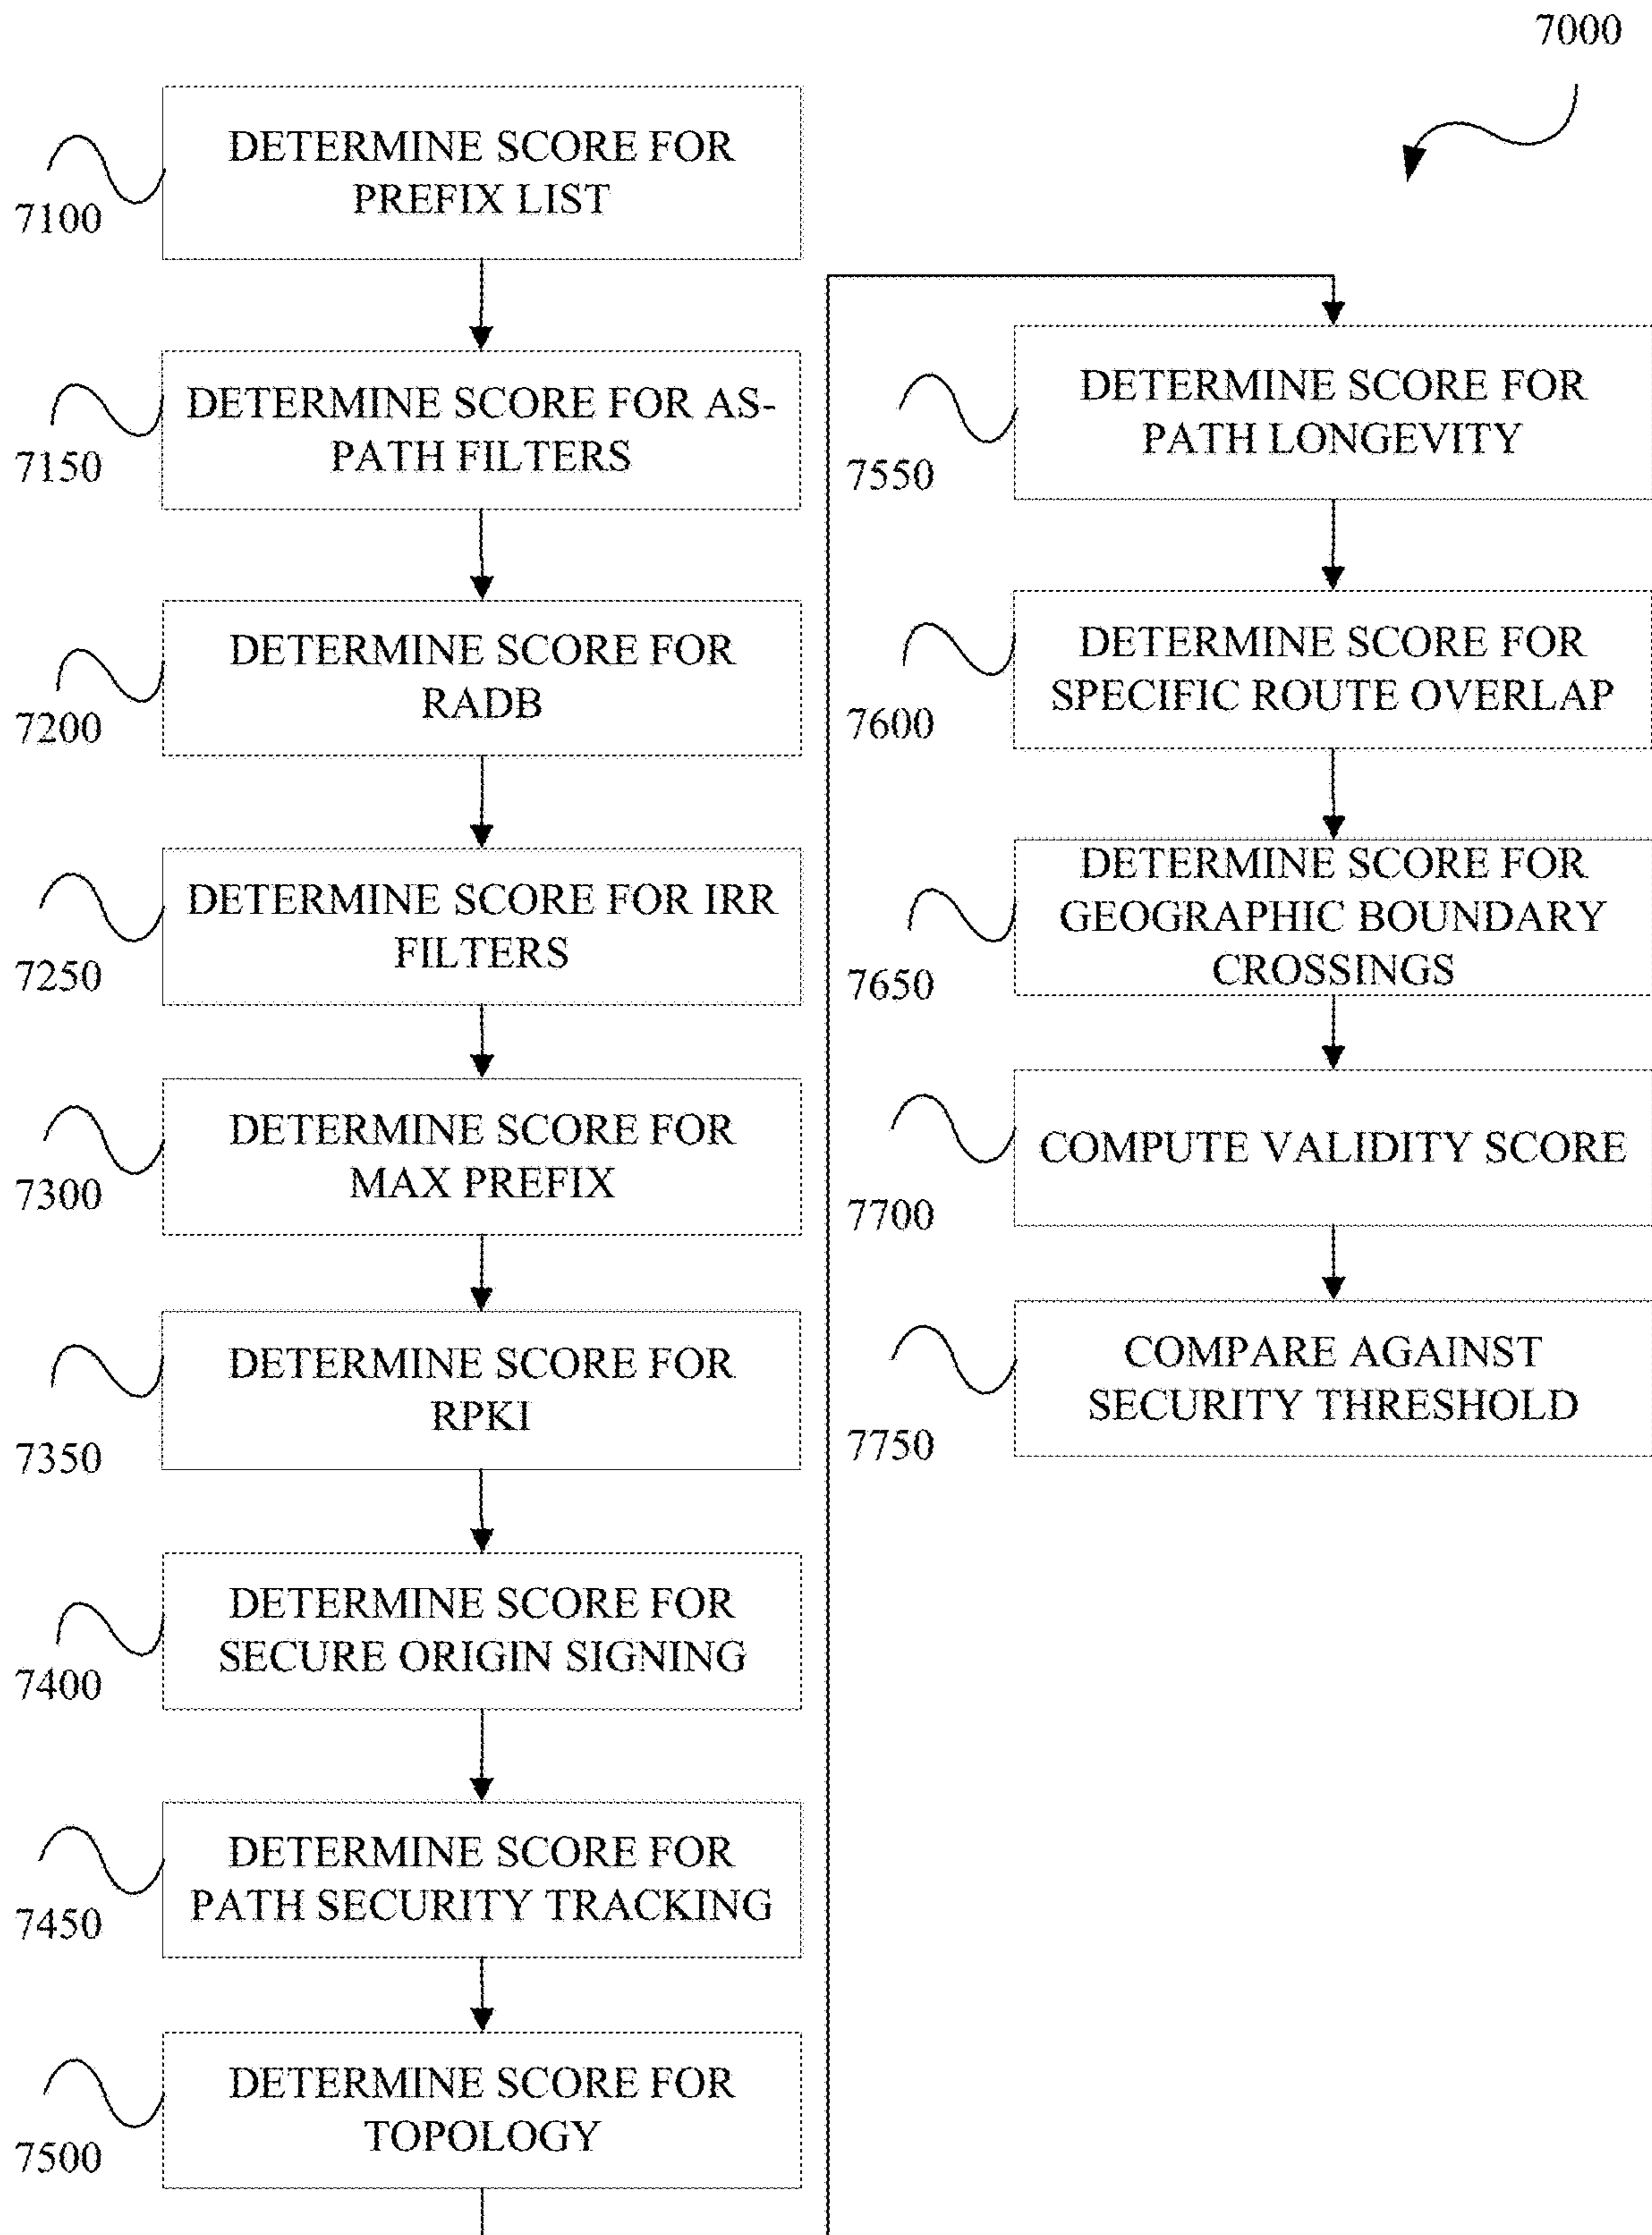 7000
DETERMINE SCORE FOR
PREFIX LIST
7100
DETERMINE SCORE FOR AS-
PATH FILTERS
7150
DETERMINE SCORE FOR
RADB
7200
DETERMINE SCORE FOR IRR
FILTERS
7250
DETERMINE SCORE FOR
MAX PREFIX
7300
DETERMINE SCORE FOR
RPKI
7350
DETERMINE SCORE FOR
SECURE ORIGIN SIGNING
7400
DETERMINE SCORE FOR
PATH SECURITY TRACKING
7450
DETERMINE SCORE FOR
TOPOLOGY
7500
DETERMINE SCORE FOR
PATH LONGEVITY
7550
DETERMINE SCORE FOR
SPECIFIC ROUTE OVERLAP
7600
DETERMINE SCORE FOR
GEOGRAPHIC BOUNDARY
CROSSINGS
7650
COMPUTE VALIDITY SCORE
7700
COMPARE AGAINST
SECURITY THRESHOLD
7750